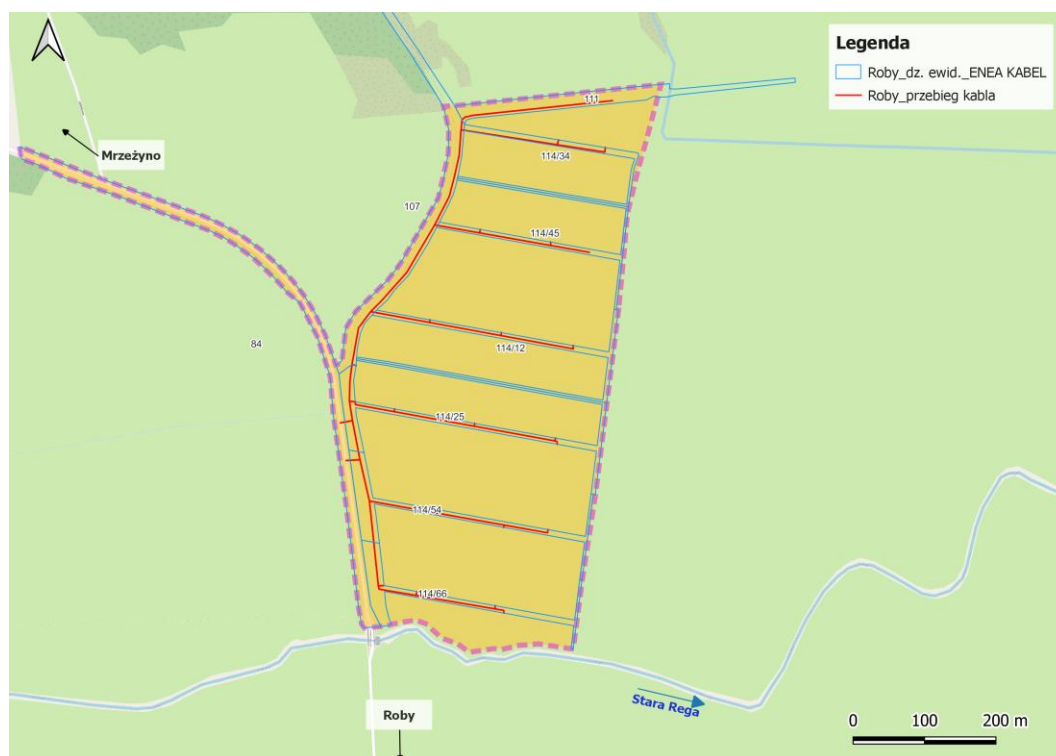 Legenda
Roby_dz. ewid._ENEA KABEL
Roby_przebieg kabla
Mrzeżyno
111
114/34
107
114/45
84
114/12
114/25
114/54
114/66
Stara Rega
Roby
0 100 200 m